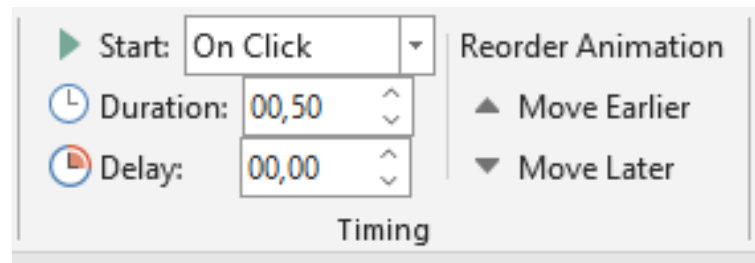 Start: On Click
Duration: 00,50
Delay: 00,00
Reorder Animation
Move Earlier
Move Later
Timing